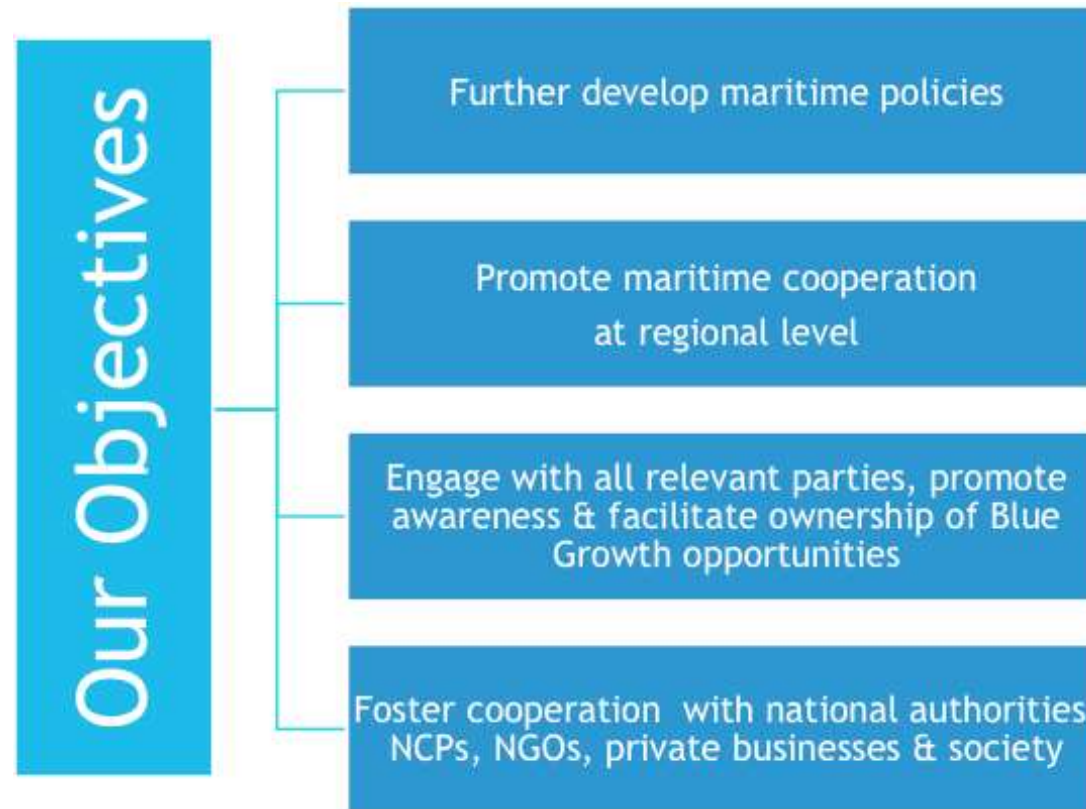 Our Objectives
Further develop maritime policies
Promote maritime cooperation
at regional level
Engage with all relevant parties, promote
awareness & facilitate ownership of Blue
Growth opportunities
Foster cooperation with national authorities
NCPs, NGOs, private businesses & society